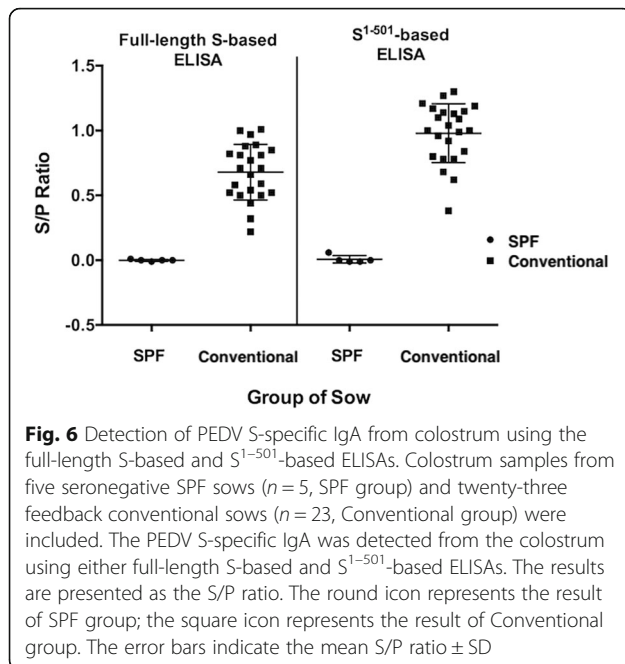 Full-length S-based
ELISA
S1-501-based
ELISA
1.5
1.0
0.5
0.0
-0.5
S/P Ratio
SPF
Conventional
SPF
Conventional
SPF
Conventional
Group of Sow
Fig. 6 Detection of PEDV S-specific IgA from colostrum using the
full-length S-based and S1–501-based ELISAs. Colostrum samples from
five seronegative SPF sows (n = 5, SPF group) and twenty-three
feedback conventional sows (n = 23, Conventional group) were
included. The PEDV S-specific IgA was detected from the colostrum
using either full-length S-based and S1–501-based ELISAs. The results
are presented as the S/P ratio. The round icon represents the result
of SPF group; the square icon represents the result of Conventional
group. The error bars indicate the mean S/P ratio ± SD